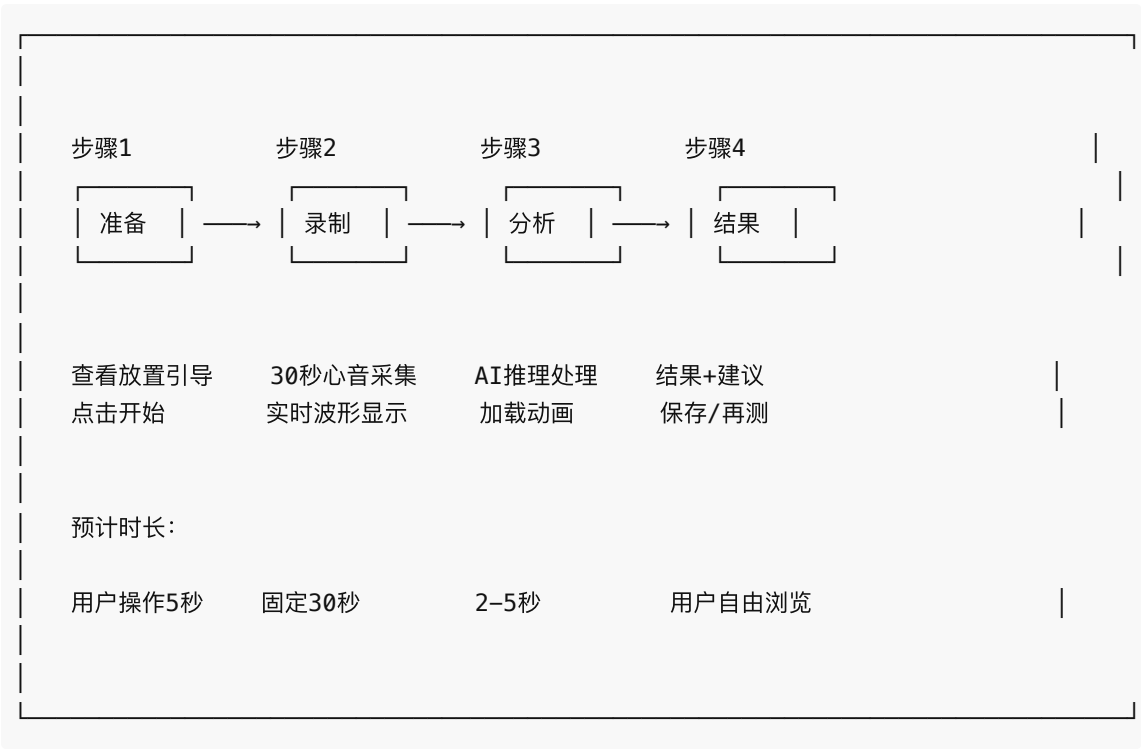 步骤1 步骤2 步骤3 步骤4
准备 ──→ 录制 ──→ 分析 ──→ 结果
查看放置引导 30秒心音采集 AI推理处理 结果+建议
点击开始 实时波形显示 加载动画 保存/再测
预计时长：
用户操作5秒 固定30秒 2-5秒 用户自由浏览